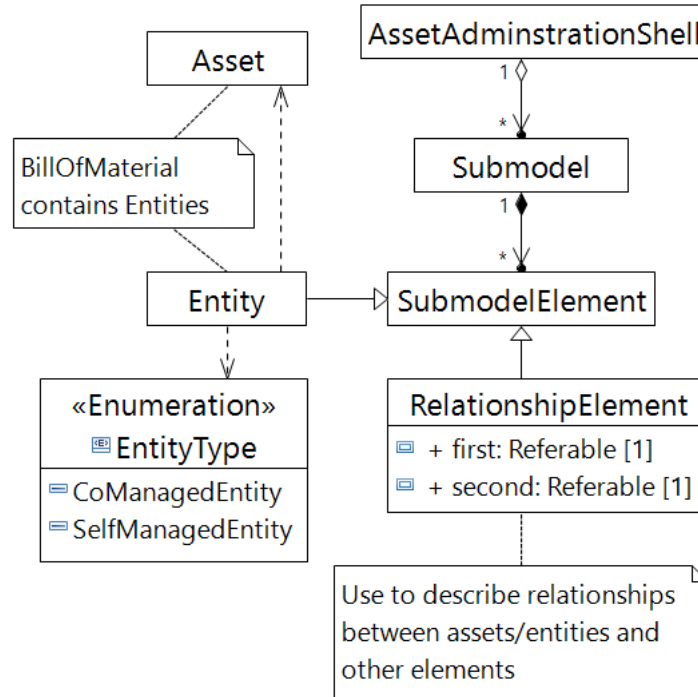 AssetAdminstrationShell
Asset
1
*
BillOfMaterial
contains Entities
Submodel
1
*
Entity
SubmodelElement
«Enumeration»
<E> EntityType
CoManagedEntity
SelfManagedEntity
RelationshipElement
+ first: Referable [1]
+ second: Referable [1]
Use to describe relationships
between assets/entities and
other elements